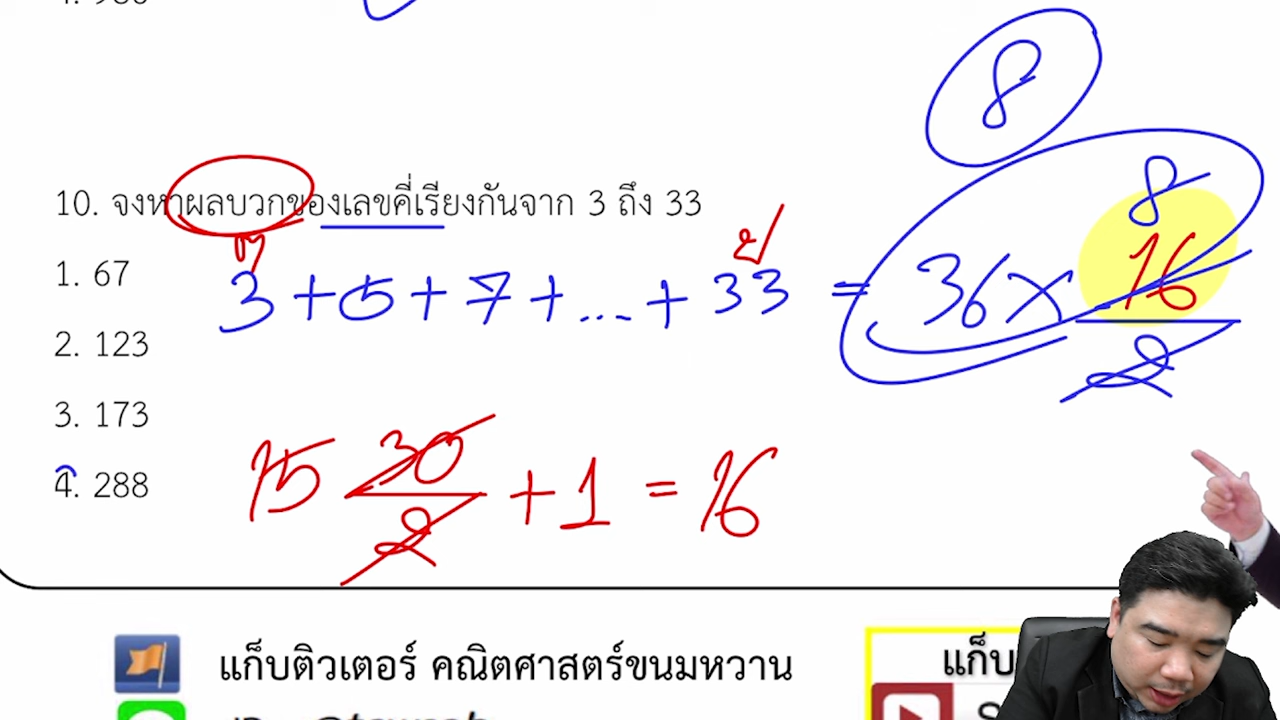 8
10. จงหาผลบวกของเลขคี่เรียงกันจาก 3 ถึง 33
1. 67
3 + 5 + 7 + ... + 33 = 36 × 16 8
2
2. 123
3. 173
4. 288
15 30
2 + 1 = 16
แก็บติวเตอร์ คณิตศาสตร์ขนมหวาน
แก็บ